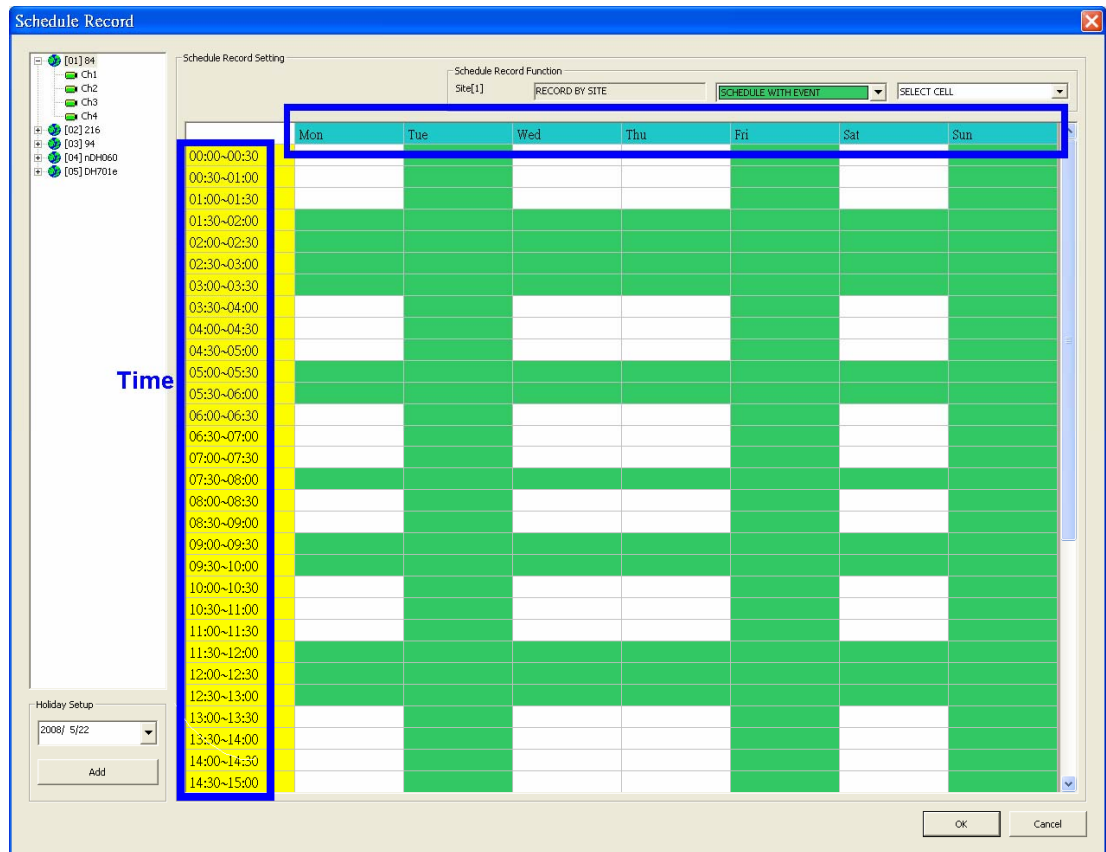 Schedule Record
[01] 84
Ch1
Ch2
Ch3
Ch4
[02] 216
[03] 94
[04] nDH060
[05] DH701e
Schedule Record Setting
Schedule Record Function
Site[1] RECORD BY SITE SCHEDULE WITH EVENT SELECT CELL
Mon Tue Wed Thu Fri Sat Sun
00:00~00:30
00:30~01:00
01:00~01:30
01:30~02:00
02:00~02:30
02:30~03:00
03:00~03:30
03:30~04:00
04:00~04:30
04:30~05:00
05:00~05:30
05:30~06:00
06:00~06:30
06:30~07:00
07:00~07:30
07:30~08:00
08:00~08:30
08:30~09:00
09:00~09:30
09:30~10:00
10:00~10:30
10:30~11:00
11:00~11:30
11:30~12:00
12:00~12:30
12:30~13:00
13:00~13:30
13:30~14:00
14:00~14:30
14:30~15:00
Time
Holiday Setup
2008/ 5/22
Add
OK Cancel